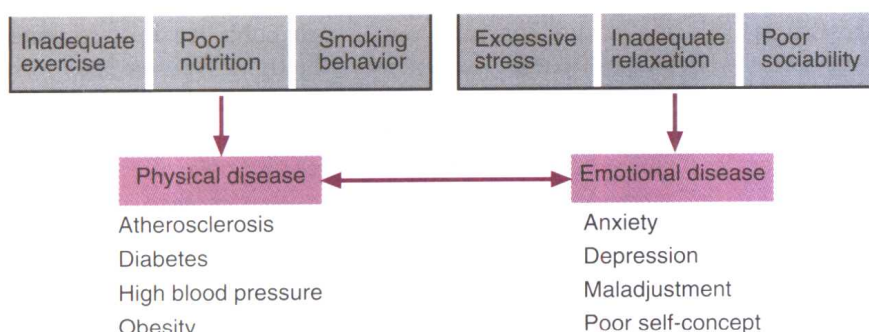 Inadequate
exercise
Poor
nutrition
Smoking
behavior
Excessive
stress
Inadequate
relaxation
Poor
sociability
Physical disease
Atherosclerosis
Diabetes
High blood pressure
Obesity
Emotional disease
Anxiety
Depression
Maladjustment
Poor self-concept